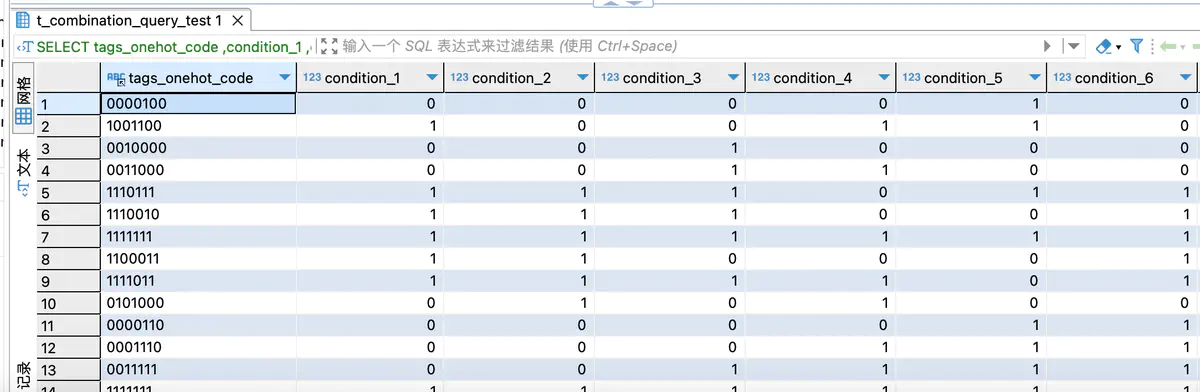 t_combination_query_test 1
SELECT tags_onehot_code ,condition_1 , 输入一个 SQL 表达式来过滤结果 (使用 Ctrl+Space)
网格
文本
记录
ABC tags_onehot_code 123 condition_1 123 condition_2 123 condition_3 123 condition_4 123 condition_5 123 condition_6
1 0000100 0 0 0 0 1 0
2 1001100 1 0 0 1 1 0
3 0010000 0 0 1 0 0 0
4 0011000 0 0 1 1 0 0
5 1110111 1 1 1 0 1 1
6 1110010 1 1 1 0 0 1
7 1111111 1 1 1 1 1 1
8 1100011 1 1 0 0 0 1
9 1111011 1 1 1 1 0 1
10 0101000 0 1 0 1 0 0
11 0000110 0 0 0 0 1 1
12 0001110 0 0 0 1 1 1
13 0011111 0 0 1 1 1 1
14 1111111 1 1 1 1 1 1